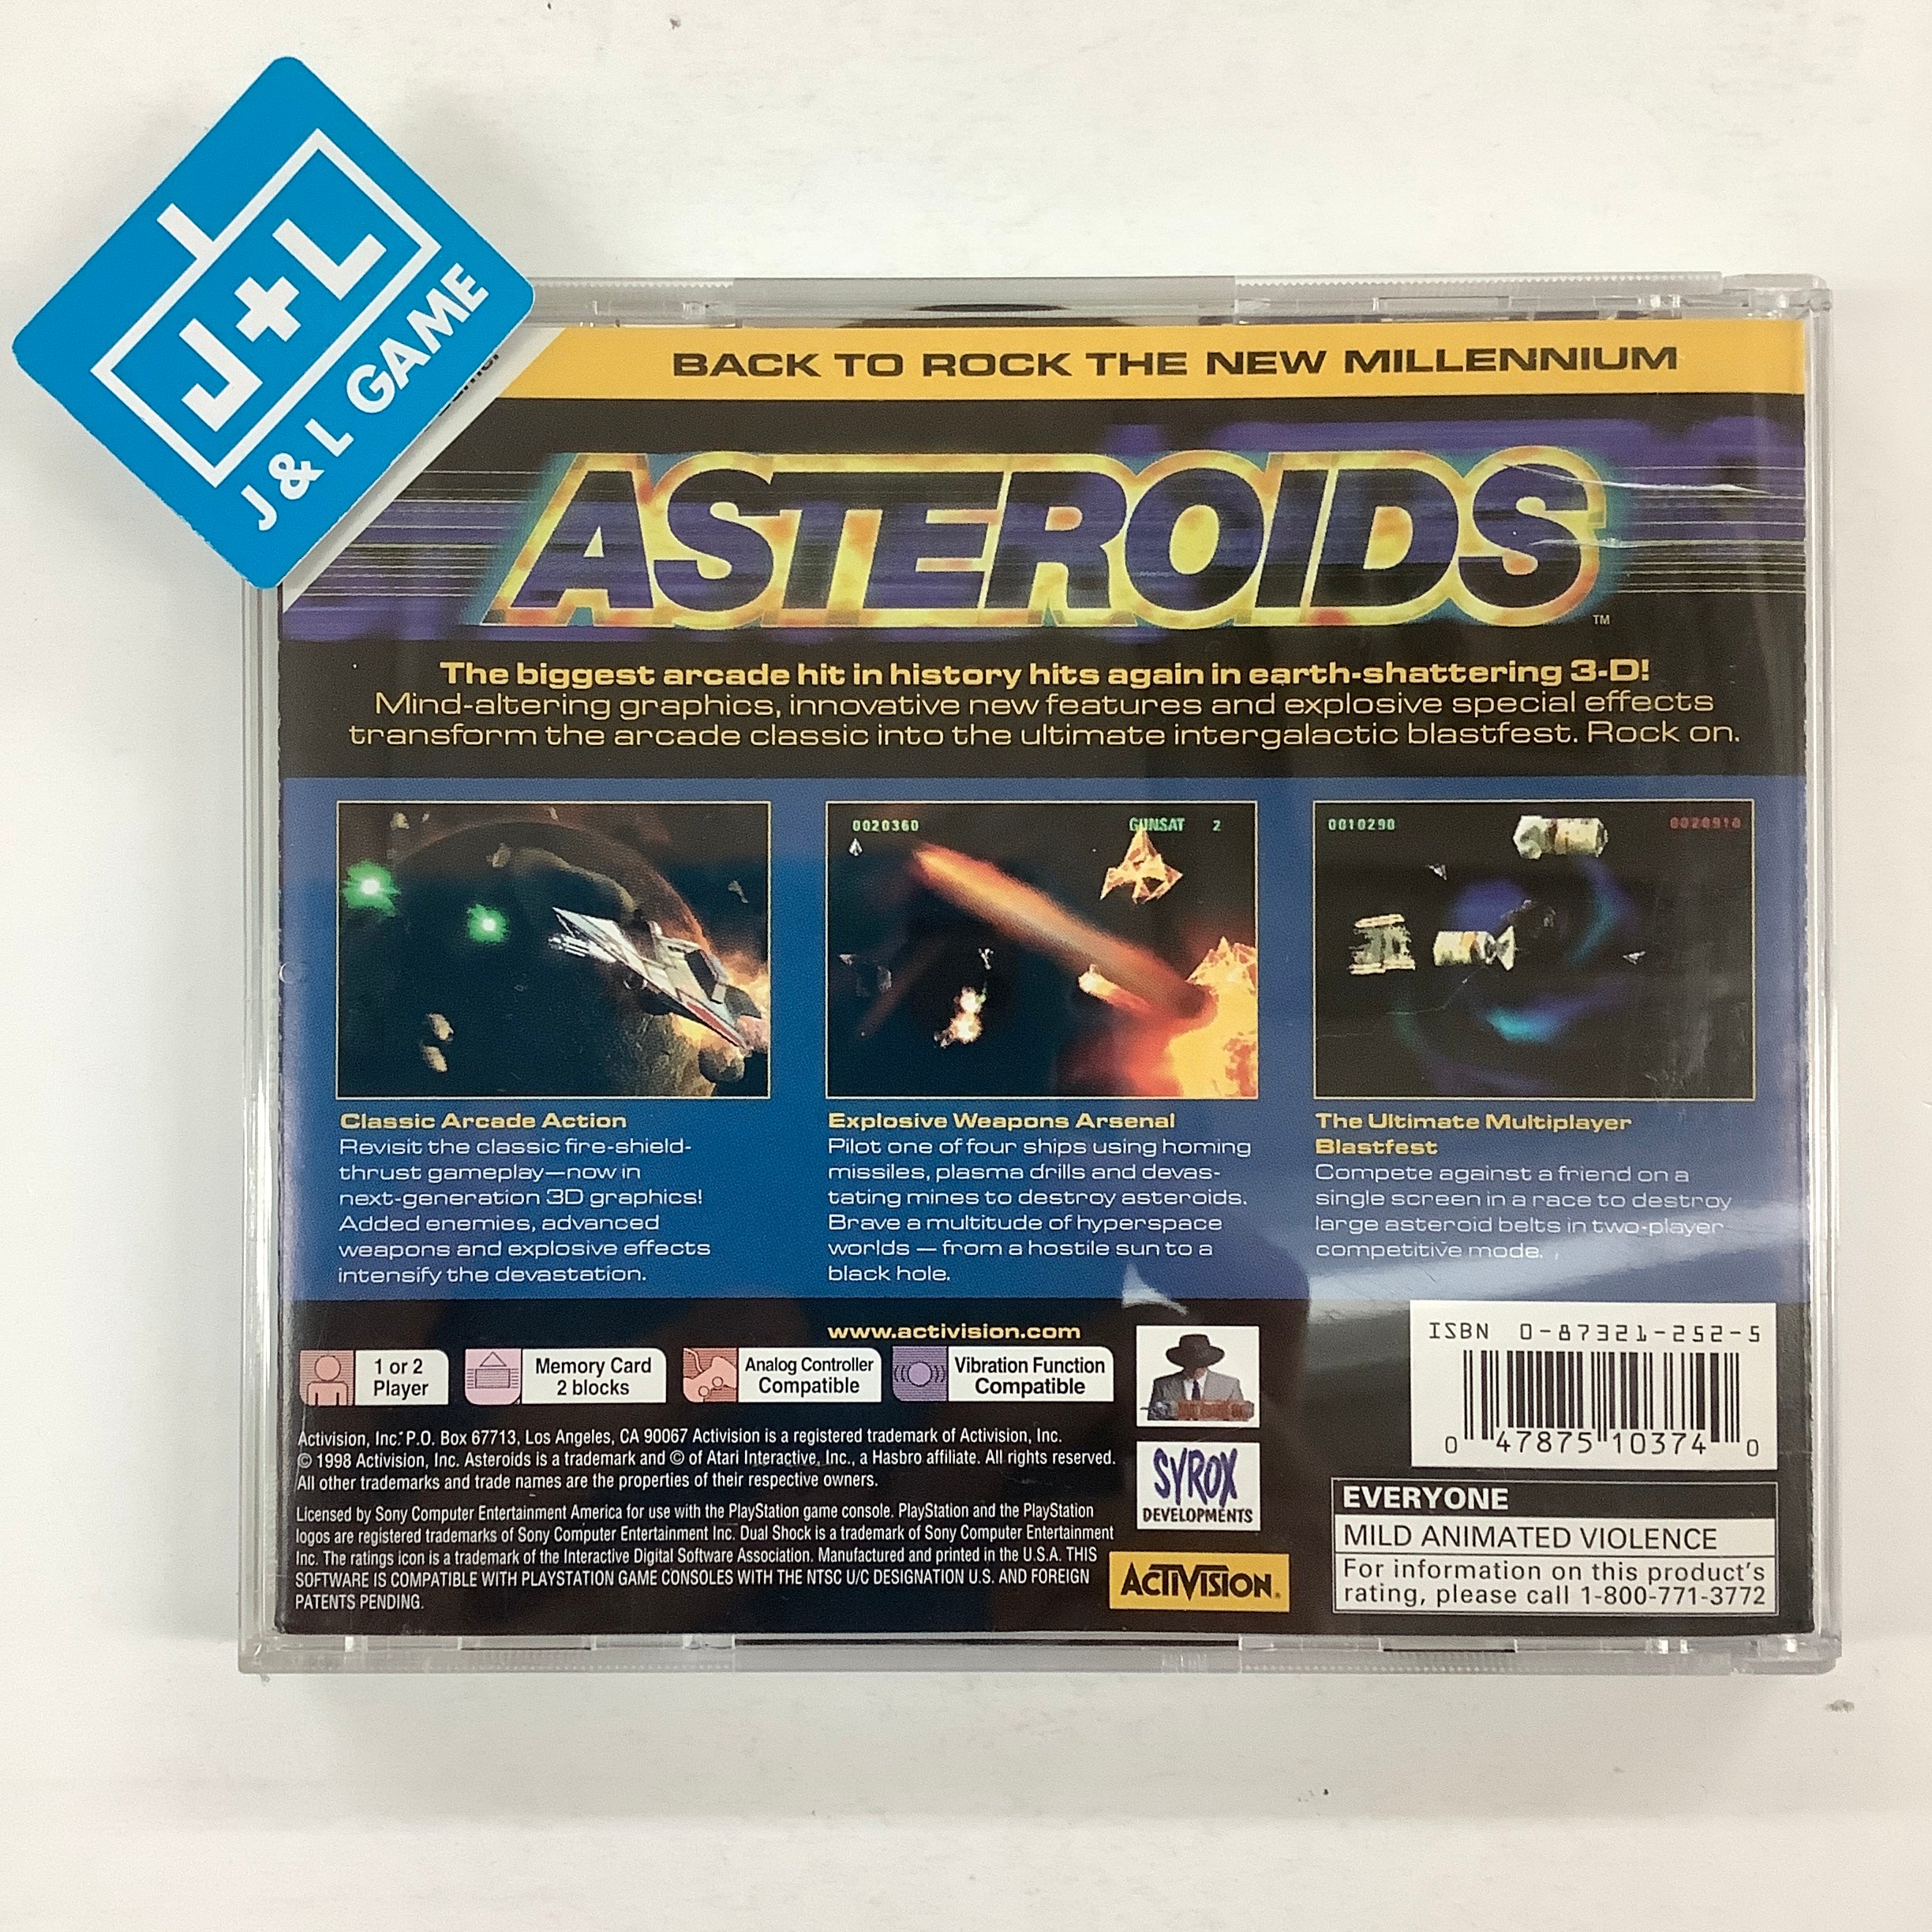 J+L
J & L GAME
BACK TO ROCK THE NEW MILLENNIUM
ASTEROIDS™
The biggest arcade hit in history hits again in earth-shattering 3-D!
Mind-altering graphics, innovative new features and explosive special effects
transform the arcade classic into the ultimate intergalactic blastfest. Rock on.
0020360
GUNSAT 2
0010290
0020910
Classic Arcade Action
Revisit the classic fire-shield-
thrust gameplay—now in
next-generation 3D graphics!
Added enemies, advanced
weapons and explosive effects
intensify the devastation.
Explosive Weapons Arsenal
Pilot one of four ships using homing
missiles, plasma drills and devas-
tating mines to destroy asteroids.
Brave a multitude of hyperspace
worlds — from a hostile sun to a
black hole.
The Ultimate Multiplayer
Blastfest
Compete against a friend on a
single screen in a race to destroy
large asteroid belts in two-player
competitive mode.
www.activision.com
1 or 2
Player
Memory Card
2 blocks
Analog Controller
Compatible
Vibration Function
Compatible
Activision, Inc. P.O. Box 67713, Los Angeles, CA 90067 Activision is a registered trademark of Activision, Inc.
© 1998 Activision, Inc. Asteroids is a trademark and © of Atari Interactive, Inc., a Hasbro affiliate. All rights reserved.
All other trademarks and trade names are the properties of their respective owners.
Licensed by Sony Computer Entertainment America for use with the PlayStation game console. PlayStation and the PlayStation
logos are registered trademarks of Sony Computer Entertainment Inc. Dual Shock is a trademark of Sony Computer Entertainment
Inc. The ratings icon is a trademark of the Interactive Digital Software Association. Manufactured and printed in the U.S.A. THIS
SOFTWARE IS COMPATIBLE WITH PLAYSTATION GAME CONSOLES WITH THE NTSC U/C DESIGNATION U.S. AND FOREIGN
PATENTS PENDING.
SYROX
DEVELOPMENTS
ACTIVISION®
ISBN 0-87321-252-5
0 47875 10374 0
EVERYONE
MILD ANIMATED VIOLENCE
For information on this product's
rating, please call 1-800-771-3772